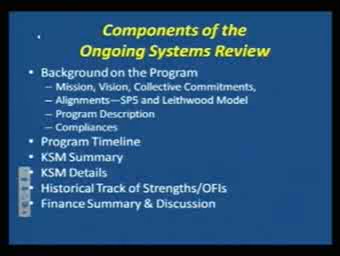 Components of the
Ongoing Systems Review
• Background on the Program
– Mission, Vision, Collective Commitments,
– Alignments—SP5 and Leithwood Model
– Program Description
– Compliances
• Program Timeline
• KSM Summary
• KSM Details
• Historical Track of Strengths/OFIs
• Finance Summary & Discussion